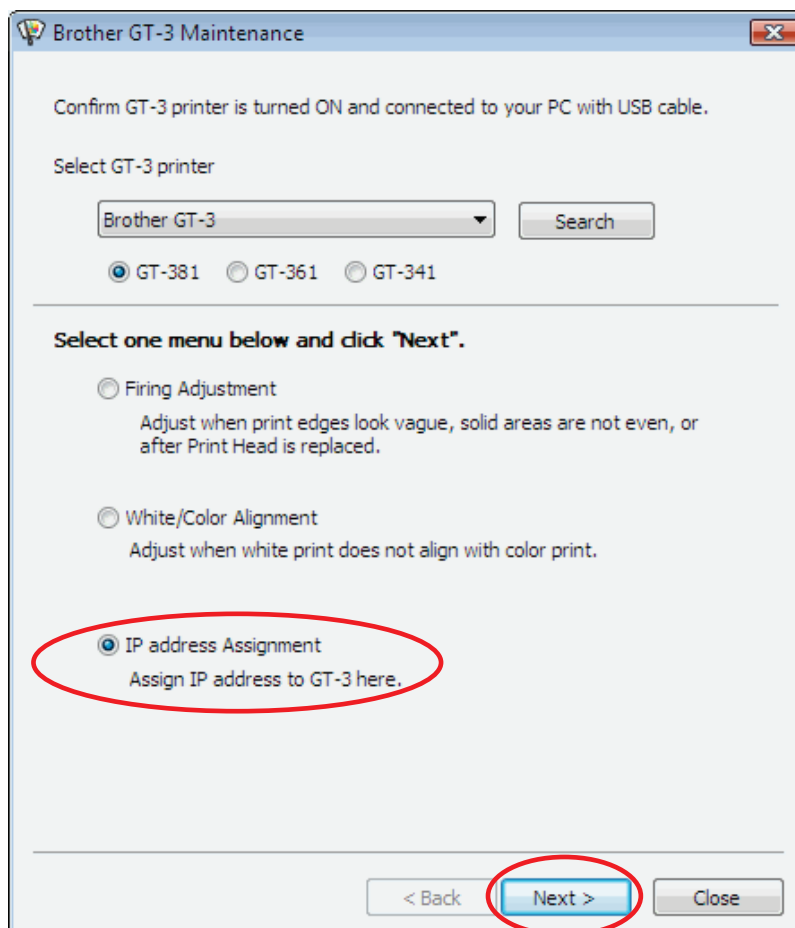 Brother GT-3 Maintenance
Confirm GT-3 printer is turned ON and connected to your PC with USB cable.
Select GT-3 printer
Brother GT-3 Search
GT-381 GT-361 GT-341
Select one menu below and click "Next".
Firing Adjustment
Adjust when print edges look vague, solid areas are not even, or
after Print Head is replaced.
White/Color Alignment
Adjust when white print does not align with color print.
IP address Assignment
Assign IP address to GT-3 here.
< Back Next > Close